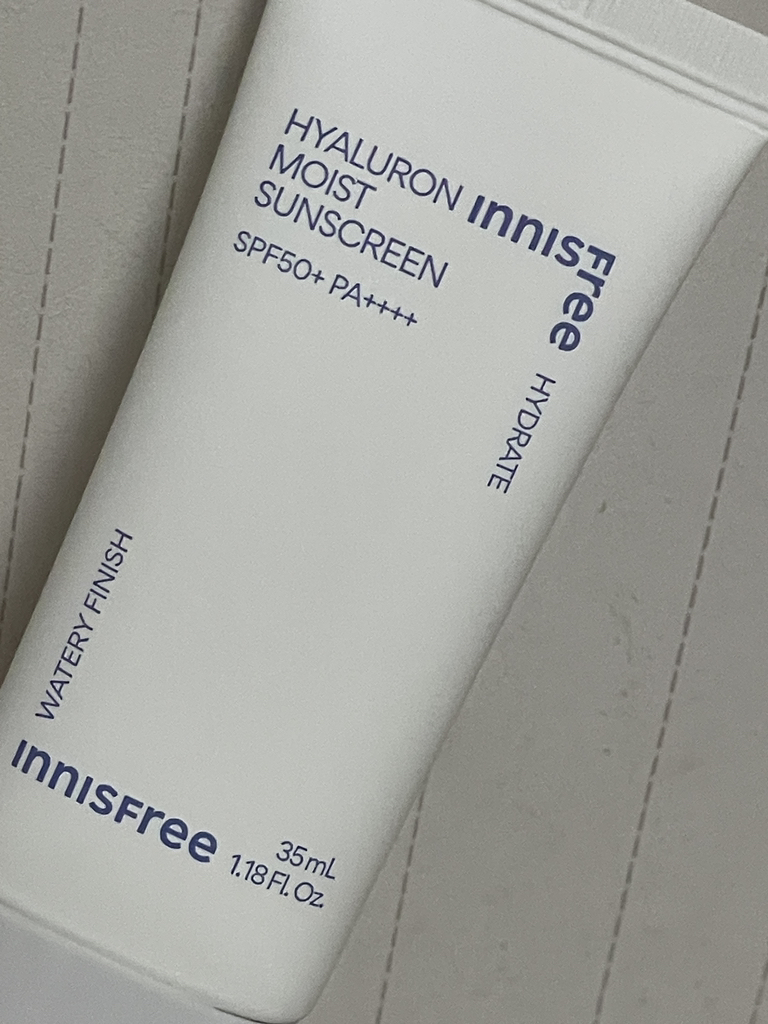 HYALURON
MOIST
SUNSCREEN
SPF50+ PA++++
INNISFree
HYDRATE
WATERY FINISH
INNISFree
35mL
1.18 Fl. Oz.